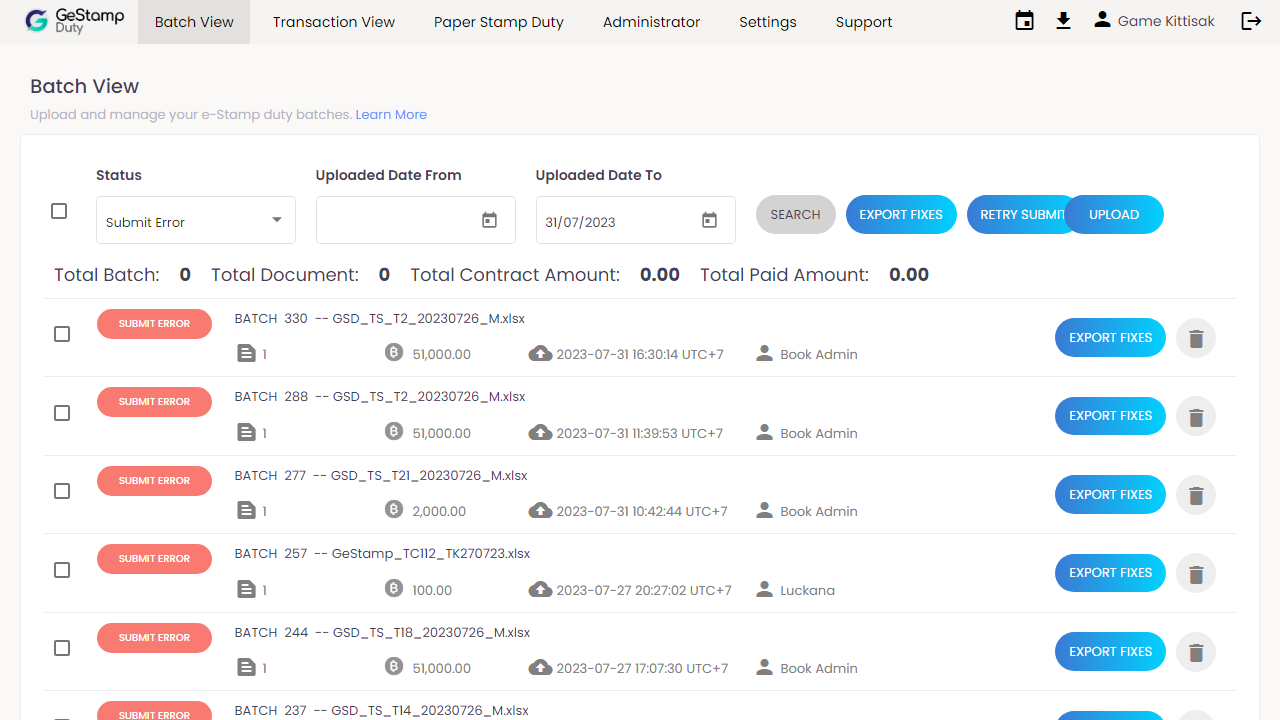 GeStamp
Duty
Batch View
Transaction View
Paper Stamp Duty
Administrator
Settings
Support
Game Kittisak
Batch View
Upload and manage your e-Stamp duty batches. Learn More
Status
Uploaded Date From
Uploaded Date To
Submit Error
31/07/2023
SEARCH
EXPORT FIXES
RETRY SUBMIT
UPLOAD
Total Batch: 0 Total Document: 0 Total Contract Amount: 0.00 Total Paid Amount: 0.00
SUBMIT ERROR
BATCH 330 -- GSD_TS_T2_20230726_M.xlsx
1
51,000.00
2023-07-31 16:30:14 UTC+7
Book Admin
EXPORT FIXES
SUBMIT ERROR
BATCH 288 -- GSD_TS_T2_20230726_M.xlsx
1
51,000.00
2023-07-31 11:39:53 UTC+7
Book Admin
EXPORT FIXES
SUBMIT ERROR
BATCH 277 -- GSD_TS_T21_20230726_M.xlsx
1
2,000.00
2023-07-31 10:42:44 UTC+7
Book Admin
EXPORT FIXES
SUBMIT ERROR
BATCH 257 -- GeStamp_TC112_TK270723.xlsx
1
100.00
2023-07-27 20:27:02 UTC+7
Luckana
EXPORT FIXES
SUBMIT ERROR
BATCH 244 -- GSD_TS_T18_20230726_M.xlsx
1
51,000.00
2023-07-27 17:07:30 UTC+7
Book Admin
EXPORT FIXES
SUBMIT ERROR
BATCH 237 -- GSD_TS_T14_20230726_M.xlsx